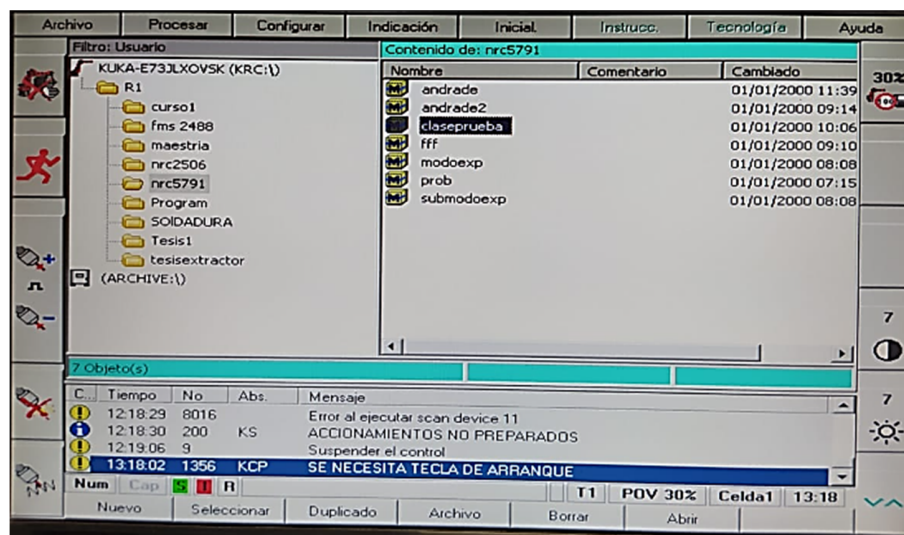 Archivo Procesar Configurar Indicación Inicial. Instrucc. Tecnología Ayuda
Filtro: Usuario
KUKA-E73JLXOVSK (KRC:\)
R1
curso1
fms 2488
maestria
nrc2506
nrc5791
Program
SOlDADURA
Tesis1
tesisextractor
(ARCHIVE:\)
Contenido de: nrc5791
Nombre Comentario Cambiado
andrade 01/01/2000 11:39
andrade2 01/01/2000 09:14
claseprueba 01/01/2000 10:06
fff 01/01/2000 09:10
modoexp 01/01/2000 08:08
prob 01/01/2000 07:15
submodoexp 01/01/2000 08:08
30%
7
7
7 Objeto(s)
C... Tiempo No Abs. Mensaje
12:18:29 8016 Error al ejecutar scan device 11
12:18:30 200 KS ACCIONAMIENTOS NO PREPARADOS
12:19:06 9 Suspender el control
13:18:02 1356 KCP SE NECESITA TECLA DE ARRANQUE
Num Cap S I R T1 POV 30% Celda1 13:18
Nuevo Seleccionar Duplicado Archivo Borrar Abrir